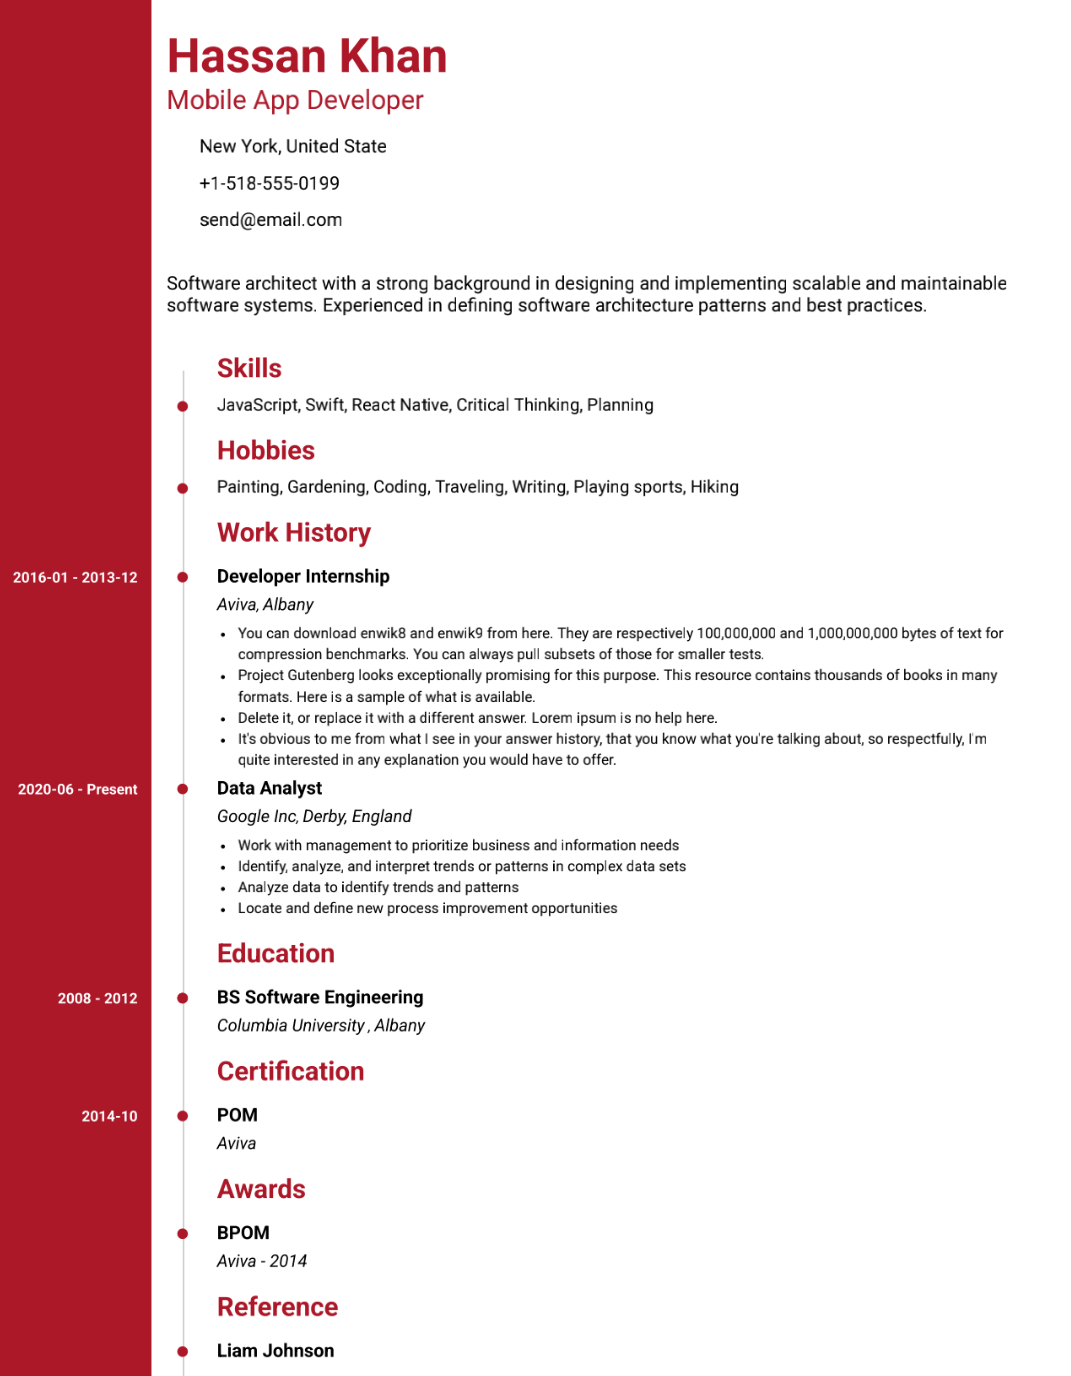 Hassan Khan
Mobile App Developer
New York, United State
+1-518-555-0199
send@email.com
Software architect with a strong background in designing and implementing scalable and maintainable
software systems. Experienced in defining software architecture patterns and best practices.
Skills
JavaScript, Swift, React Native, Critical Thinking, Planning
Hobbies
Painting, Gardening, Coding, Traveling, Writing, Playing sports, Hiking
Work History
2016-01 - 2013-12
Developer Internship
Aviva, Albany
• You can download enwik8 and enwik9 from here. They are respectively 100,000,000 and 1,000,000,000 bytes of text for
compression benchmarks. You can always pull subsets of those for smaller tests.
• Project Gutenberg looks exceptionally promising for this purpose. This resource contains thousands of books in many
formats. Here is a sample of what is available.
• Delete it, or replace it with a different answer. Lorem ipsum is no help here.
• It's obvious to me from what I see in your answer history, that you know what you're talking about, so respectfully, I'm
quite interested in any explanation you would have to offer.
2020-06 - Present
Data Analyst
Google Inc, Derby, England
• Work with management to prioritize business and information needs
• Identify, analyze, and interpret trends or patterns in complex data sets
• Analyze data to identify trends and patterns
• Locate and define new process improvement opportunities
Education
2008 - 2012
BS Software Engineering
Columbia University , Albany
Certification
2014-10
POM
Aviva
Awards
BPOM
Aviva - 2014
Reference
Liam Johnson